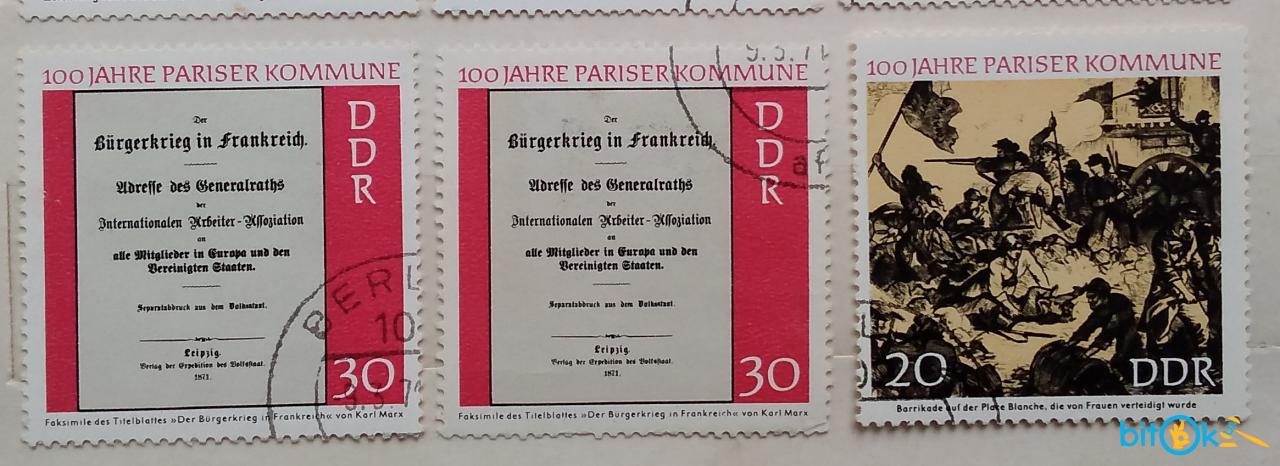 100 JAHRE PARISER KOMMUNE
DDR
Der
Bürgerkrieg in Frankreich.
Adresse des Generalraths
der
Internationalen Arbeiter-Assoziation
an
alle Mitglieder in Europa und den
Vereinigten Staaten.
Separatabdruck aus dem Volksstaat.
Leipzig.
Verlag der Expedition des Volksstaat.
1871.
30
BERL
10
Faksimile des Titelblattes »Der Bürgerkrieg in Frankreich« von Karl Marx
100 JAHRE PARISER KOMMUNE
DDR
Der
Bürgerkrieg in Frankreich.
Adresse des Generalraths
der
Internationalen Arbeiter-Assoziation
an
alle Mitglieder in Europa und den
Vereinigten Staaten.
Separatabdruck aus dem Volksstaat.
Leipzig.
Verlag der Expedition des Volksstaat.
1871.
30
Faksimile des Titelblattes »Der Bürgerkrieg in Frankreich« von Karl Marx
100 JAHRE PARISER KOMMUNE
20
DDR
Barrikade auf der Place Blanche, die von Frauen verteidigt wurde
bitOk